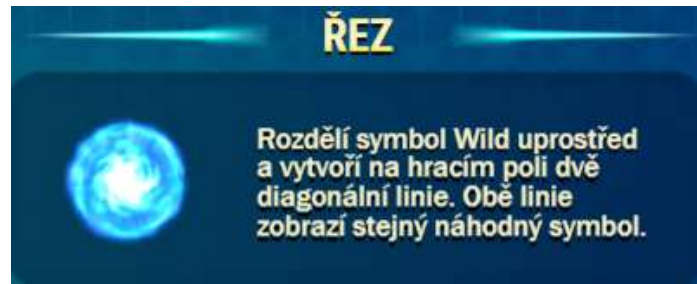 ŘEZ
Rozdělí symbol Wild uprostřed
a vytvoří na hracím poli dvě
diagonální linie. Obě linie
zobrazí stejný náhodný symbol.